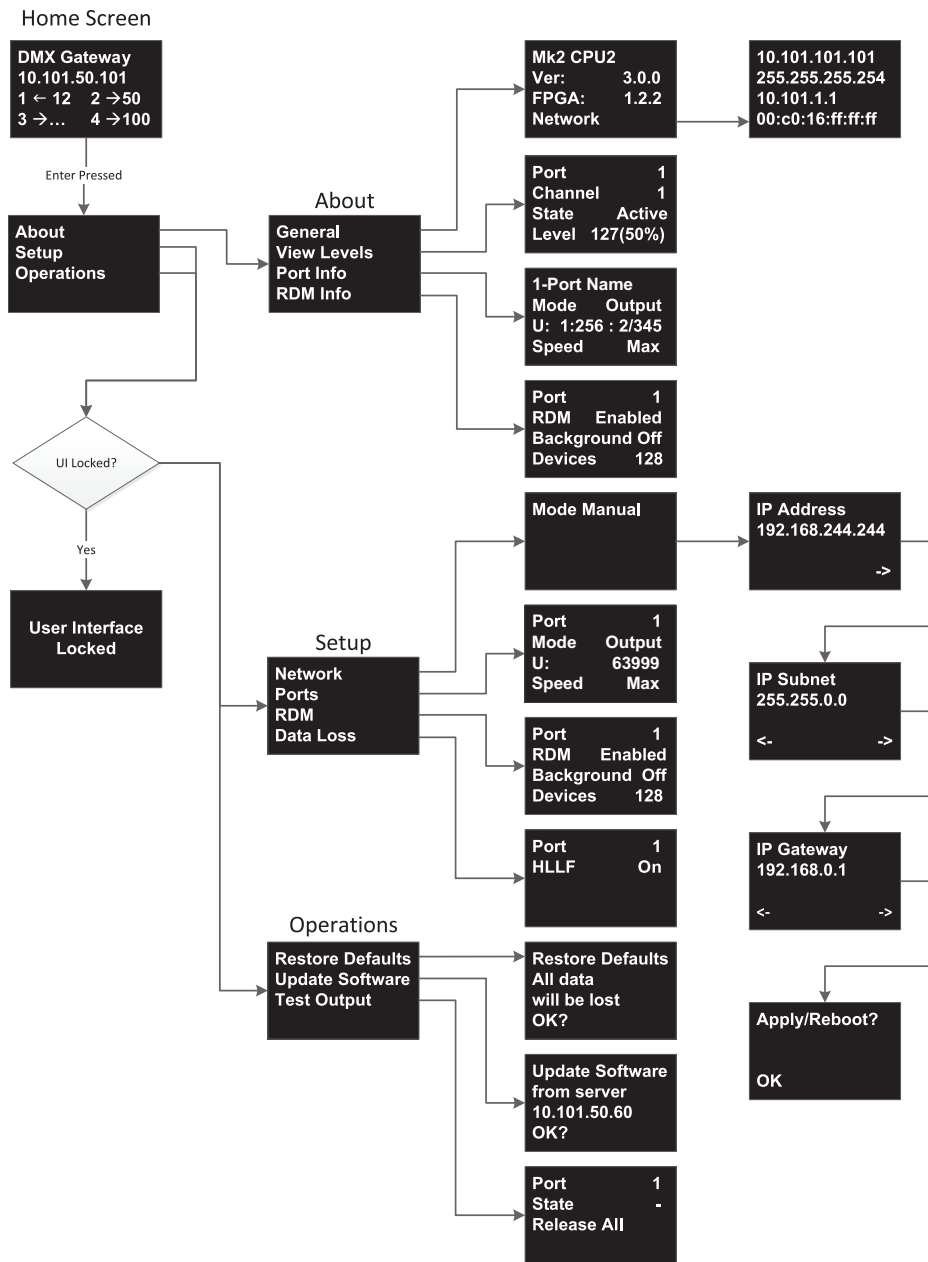 Home Screen
DMX Gateway
10.101.50.101
1 ← 12 2 →50
3 →... 4 →100
Enter Pressed
About
Setup
Operations
UI Locked?
Yes
User Interface
Locked
About
General
View Levels
Port Info
RDM Info
Mk2 CPU2
Ver: 3.0.0
FPGA: 1.2.2
Network
10.101.101.101
255.255.255.254
10.101.1.1
00:c0:16:ff:ff:ff
Port 1
Channel 1
State Active
Level 127(50%)
1-Port Name
Mode Output
U: 1:256 : 2/345
Speed Max
Port 1
RDM Enabled
Background Off
Devices 128
Setup
Network
Ports
RDM
Data Loss
Mode Manual
IP Address
192.168.244.244
->
Port 1
Mode Output
U: 63999
Speed Max
IP Subnet
255.255.0.0
<- ->
Port 1
RDM Enabled
Background Off
Devices 128
IP Gateway
192.168.0.1
<- ->
Port 1
HLLF On
Apply/Reboot?
OK
Operations
Restore Defaults
Update Software
Test Output
Restore Defaults
All data
will be lost
OK?
Update Software
from server
10.101.50.60
OK?
Port 1
State -
Release All